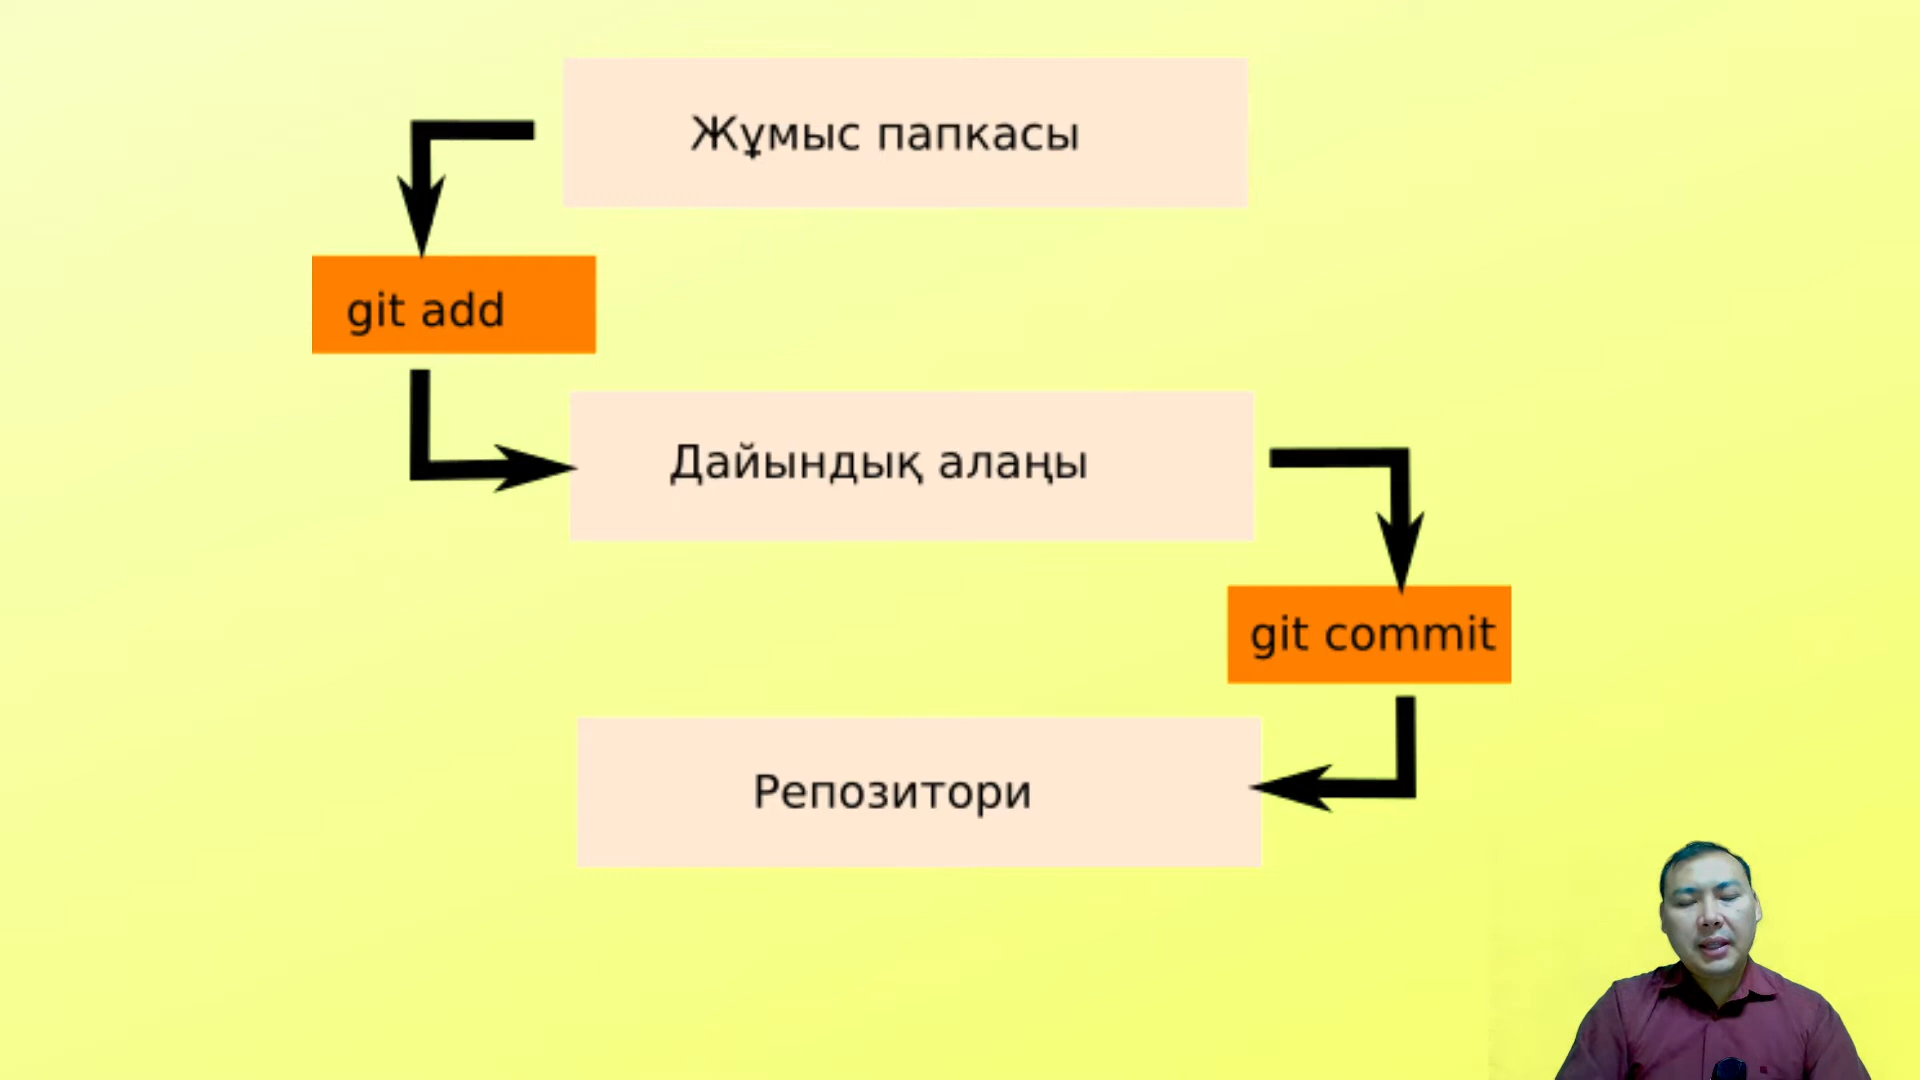 Жұмыс папкасы
git add
Дайындық алаңы
git commit
Репозитори